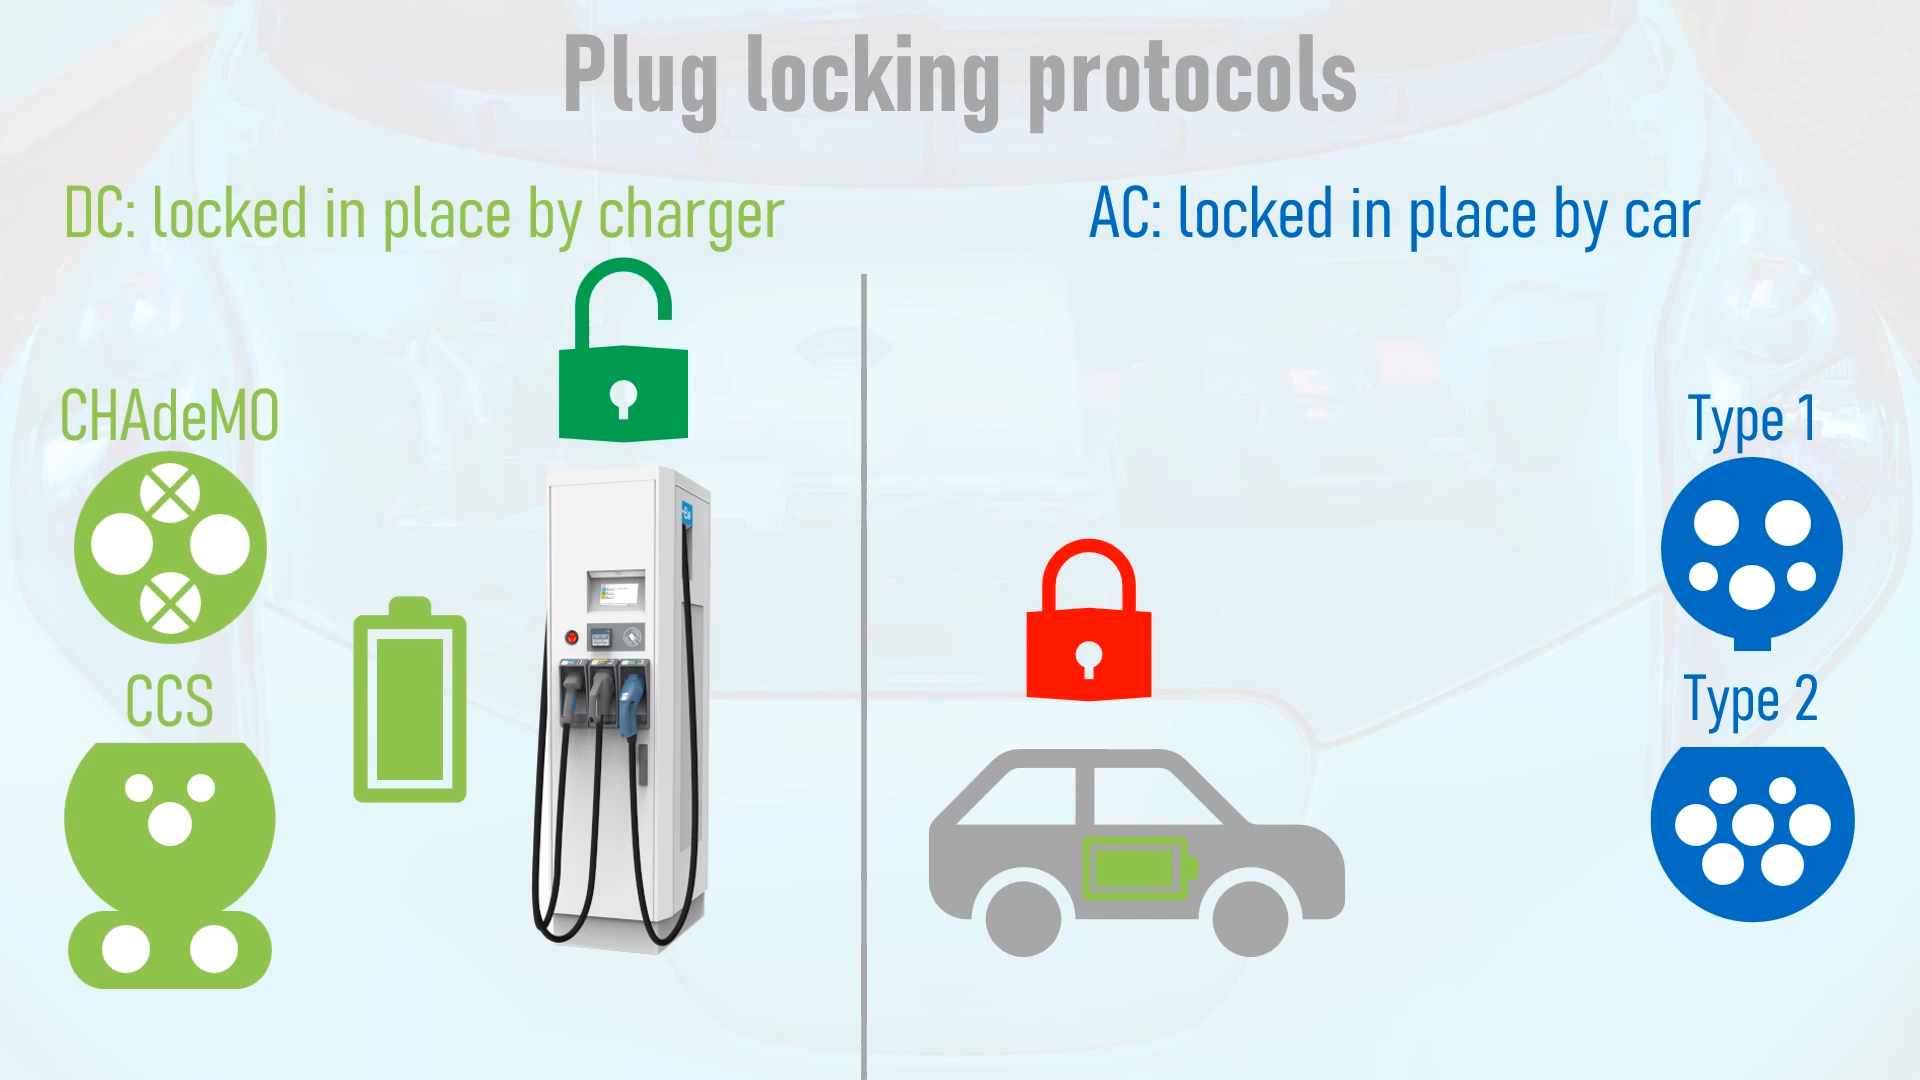 Plug locking protocols
DC: locked in place by charger
AC: locked in place by car
CHAdeMO
CCS
Type 1
Type 2